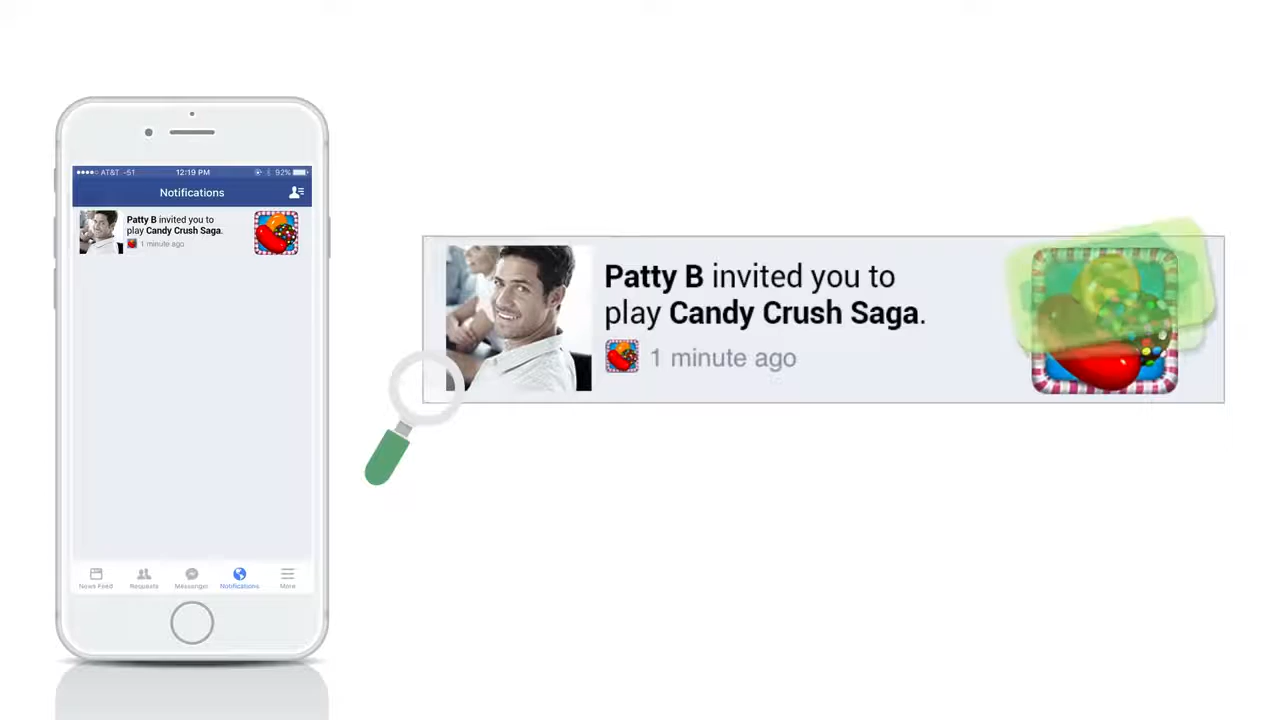 AT&T -51 12:19 PM 92%
Notifications
Patty B invited you to
play Candy Crush Saga.
1 minute ago
News Feed Requests Messenger Notifications More
Patty B invited you to
play Candy Crush Saga.
1 minute ago